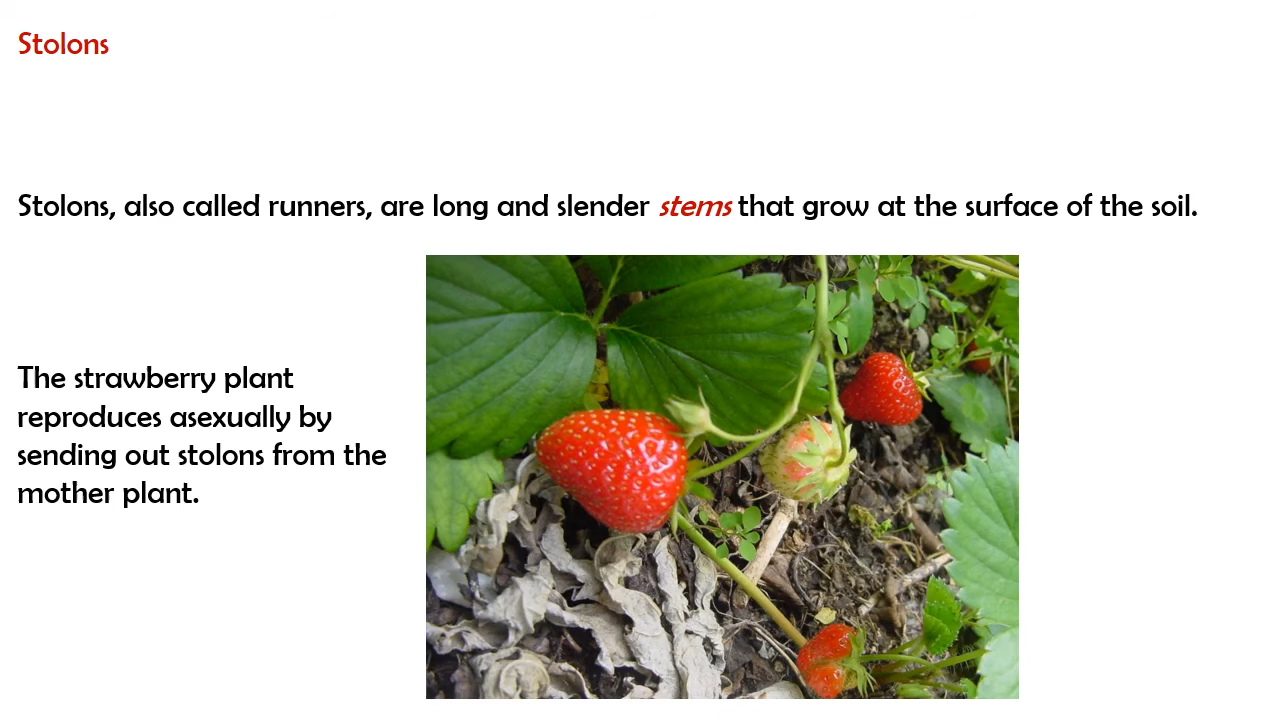 Stolons
Stolons, also called runners, are long and slender stems that grow at the surface of the soil.
The strawberry plant
reproduces asexually by
sending out stolons from the
mother plant.